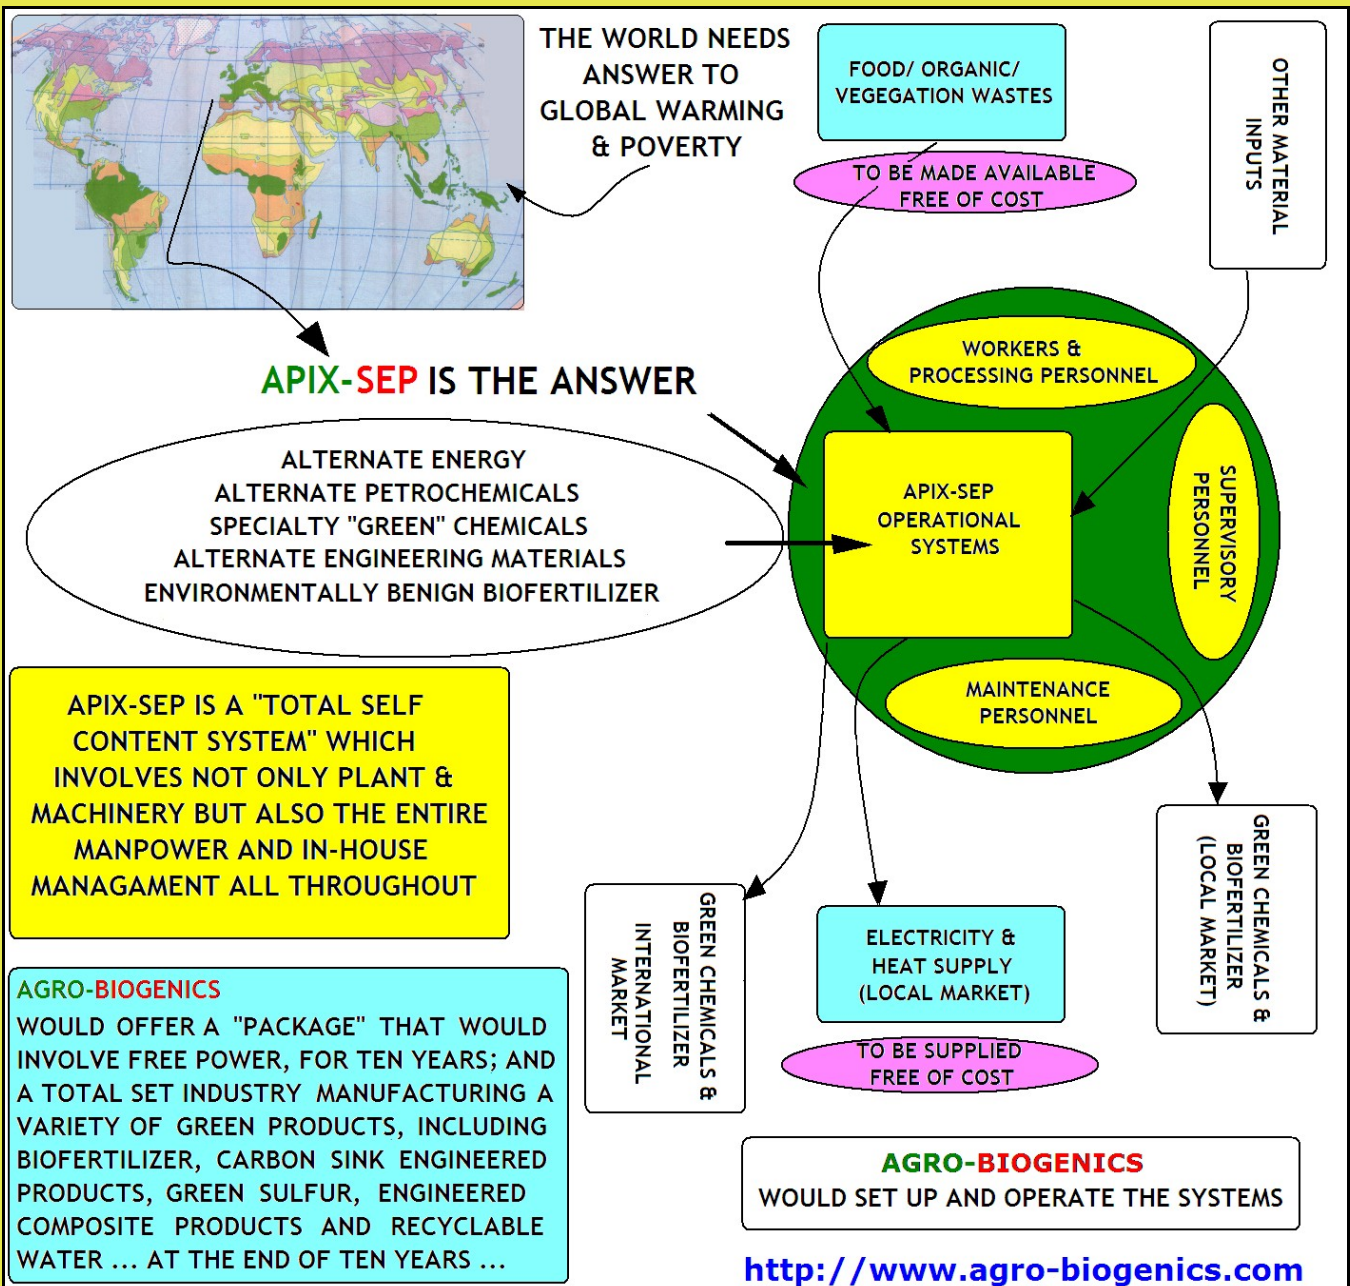 THE WORLD NEEDS
ANSWER TO
GLOBAL WARMING
& POVERTY
FOOD/ ORGANIC/
VEGEGATION WASTES
TO BE MADE AVAILABLE
FREE OF COST
OTHER MATERIAL
INPUTS
APIX-SEP IS THE ANSWER
WORKERS &
PROCESSING PERSONNEL
SUPERVISORY
PERSONNEL
APIX-SEP
OPERATIONAL
SYSTEMS
MAINTENANCE
PERSONNEL
ALTERNATE ENERGY
ALTERNATE PETROCHEMICALS
SPECIALTY "GREEN" CHEMICALS
ALTERNATE ENGINEERING MATERIALS
ENVIRONMENTALLY BENIGN BIOFERTILIZER
APIX-SEP IS A "TOTAL SELF
CONTENT SYSTEM" WHICH
INVOLVES NOT ONLY PLANT &
MACHINERY BUT ALSO THE ENTIRE
MANPOWER AND IN-HOUSE
MANAGAMENT ALL THROUGHOUT
GREEN CHEMICALS &
BIOFERTILIZER
INTERNATIONAL
MARKET
ELECTRICITY &
HEAT SUPPLY
(LOCAL MARKET)
TO BE SUPPLIED
FREE OF COST
GREEN CHEMICALS &
BIOFERTILIZER
(LOCAL MARKET)
AGRO-BIOGENICS
WOULD OFFER A "PACKAGE" THAT WOULD
INVOLVE FREE POWER, FOR TEN YEARS; AND
A TOTAL SET INDUSTRY MANUFACTURING A
VARIETY OF GREEN PRODUCTS, INCLUDING
BIOFERTILIZER, CARBON SINK ENGINEERED
PRODUCTS, GREEN SULFUR, ENGINEERED
COMPOSITE PRODUCTS AND RECYCLABLE
WATER ... AT THE END OF TEN YEARS ...
AGRO-BIOGENICS
WOULD SET UP AND OPERATE THE SYSTEMS
http://www.agro-biogenics.com